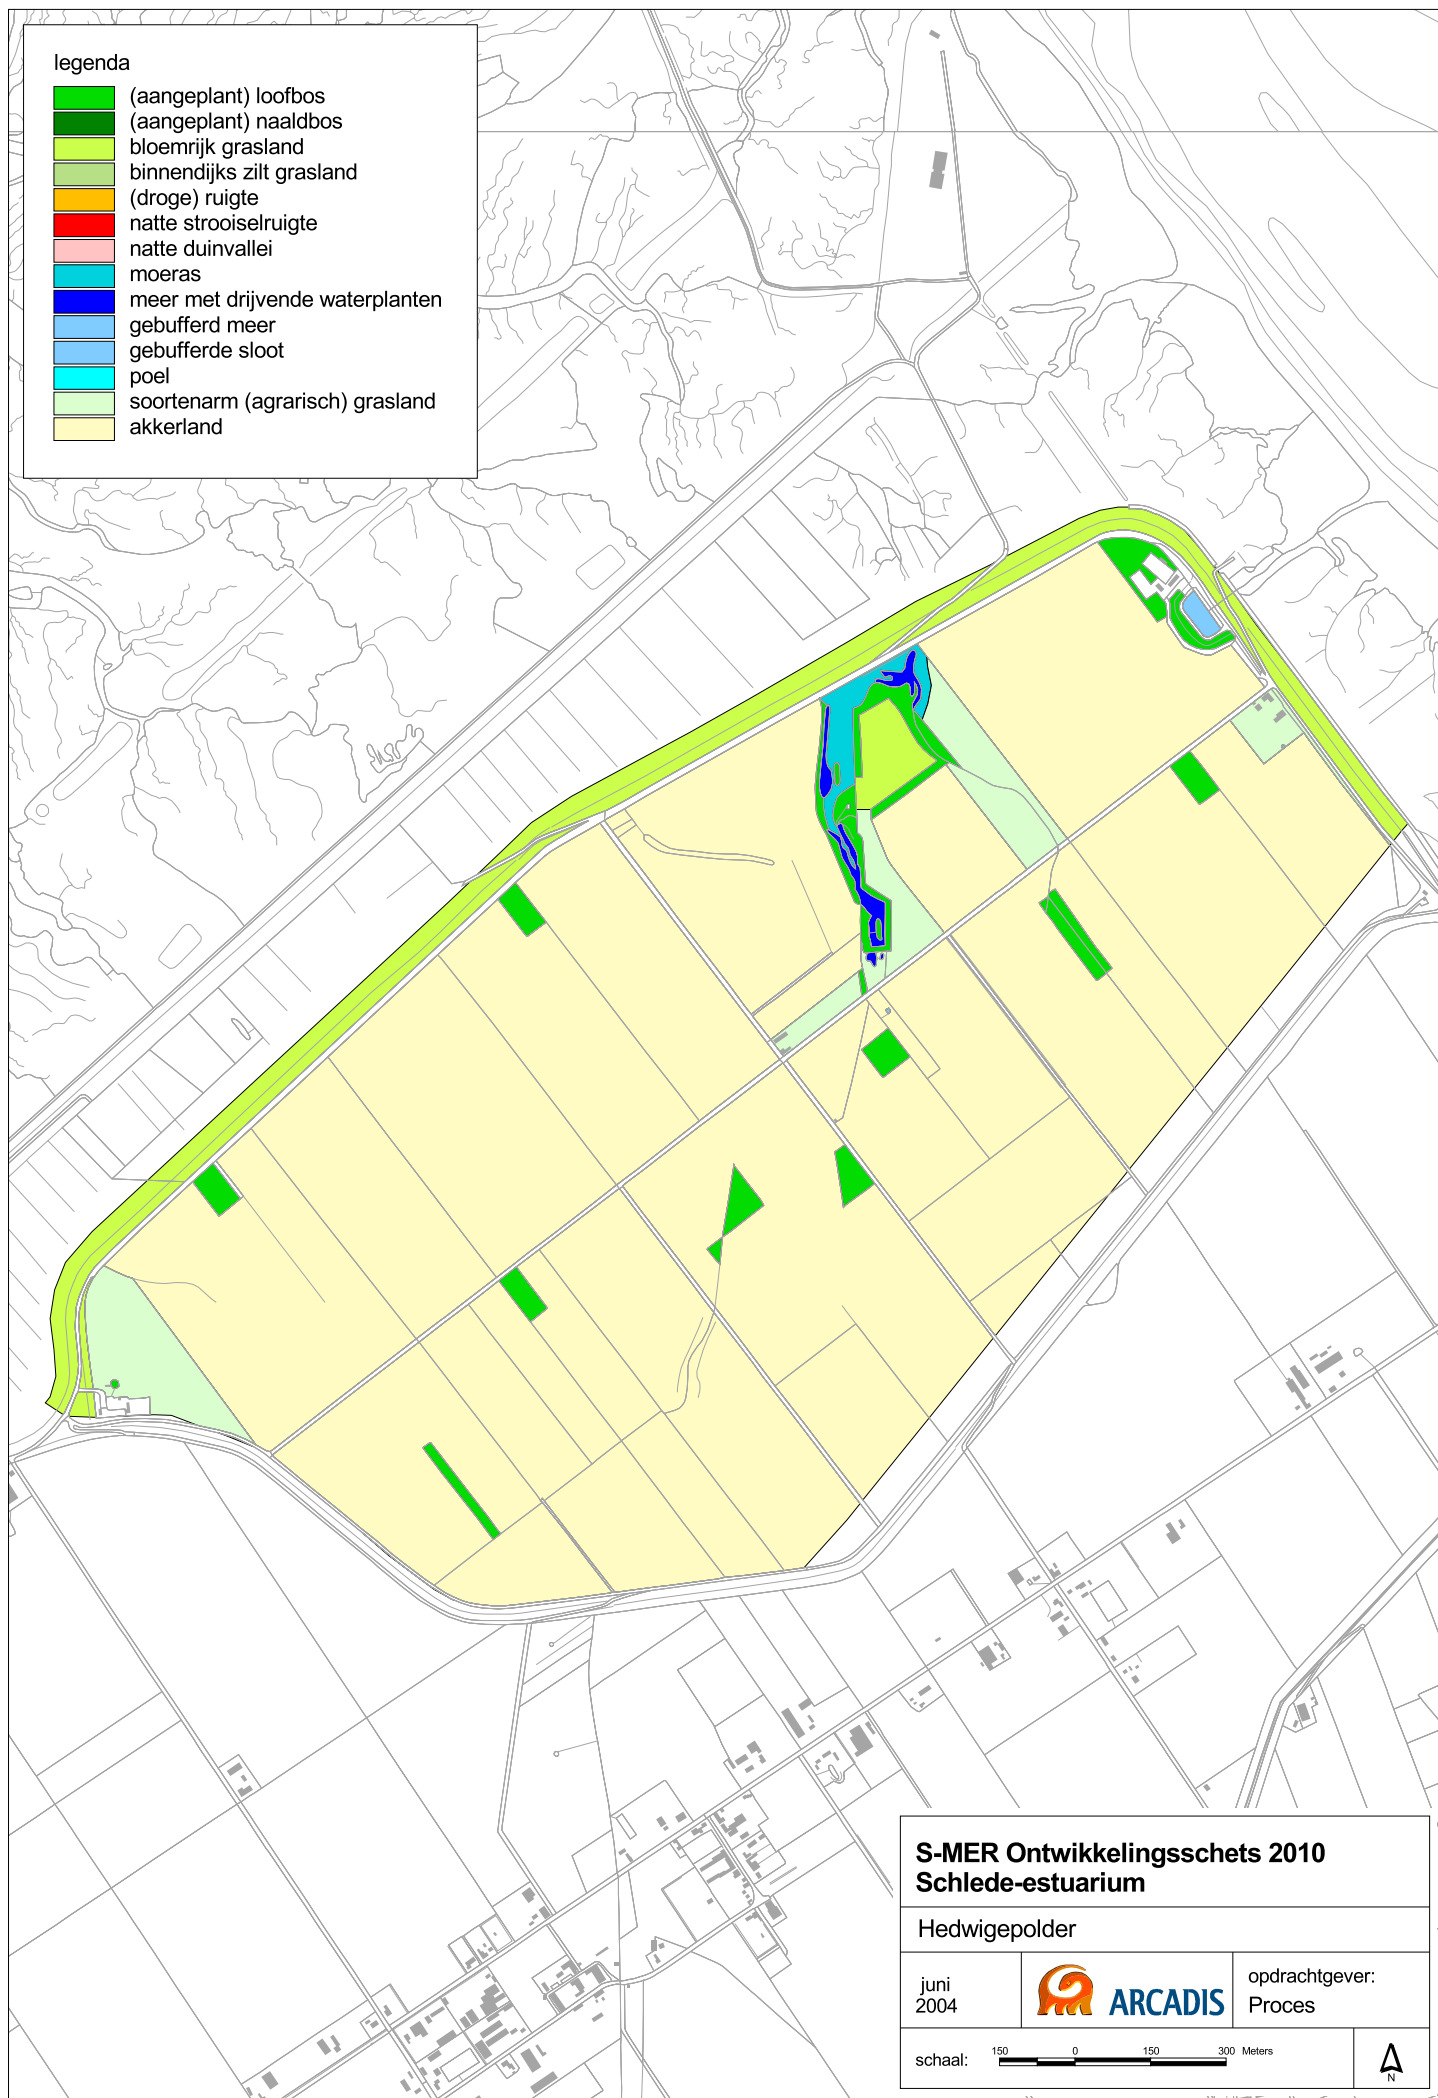 legenda
(aangeplant) loofbos
(aangeplant) naaldbos
bloemrijk grasland
binnendijks zilt grasland
(droge) ruigte
natte strooiselruigte
natte duinvallei
moeras
meer met drijvende waterplanten
gebufferd meer
gebufferde sloot
poel
soortenarm (agrarisch) grasland
akkerland
S-MER Ontwikkelingsschets 2010
Schlede-estuarium
Hedwigepolder
juni
2004
ARCADIS
opdrachtgever:
Proces
schaal:
150 0 150 300 Meters
N